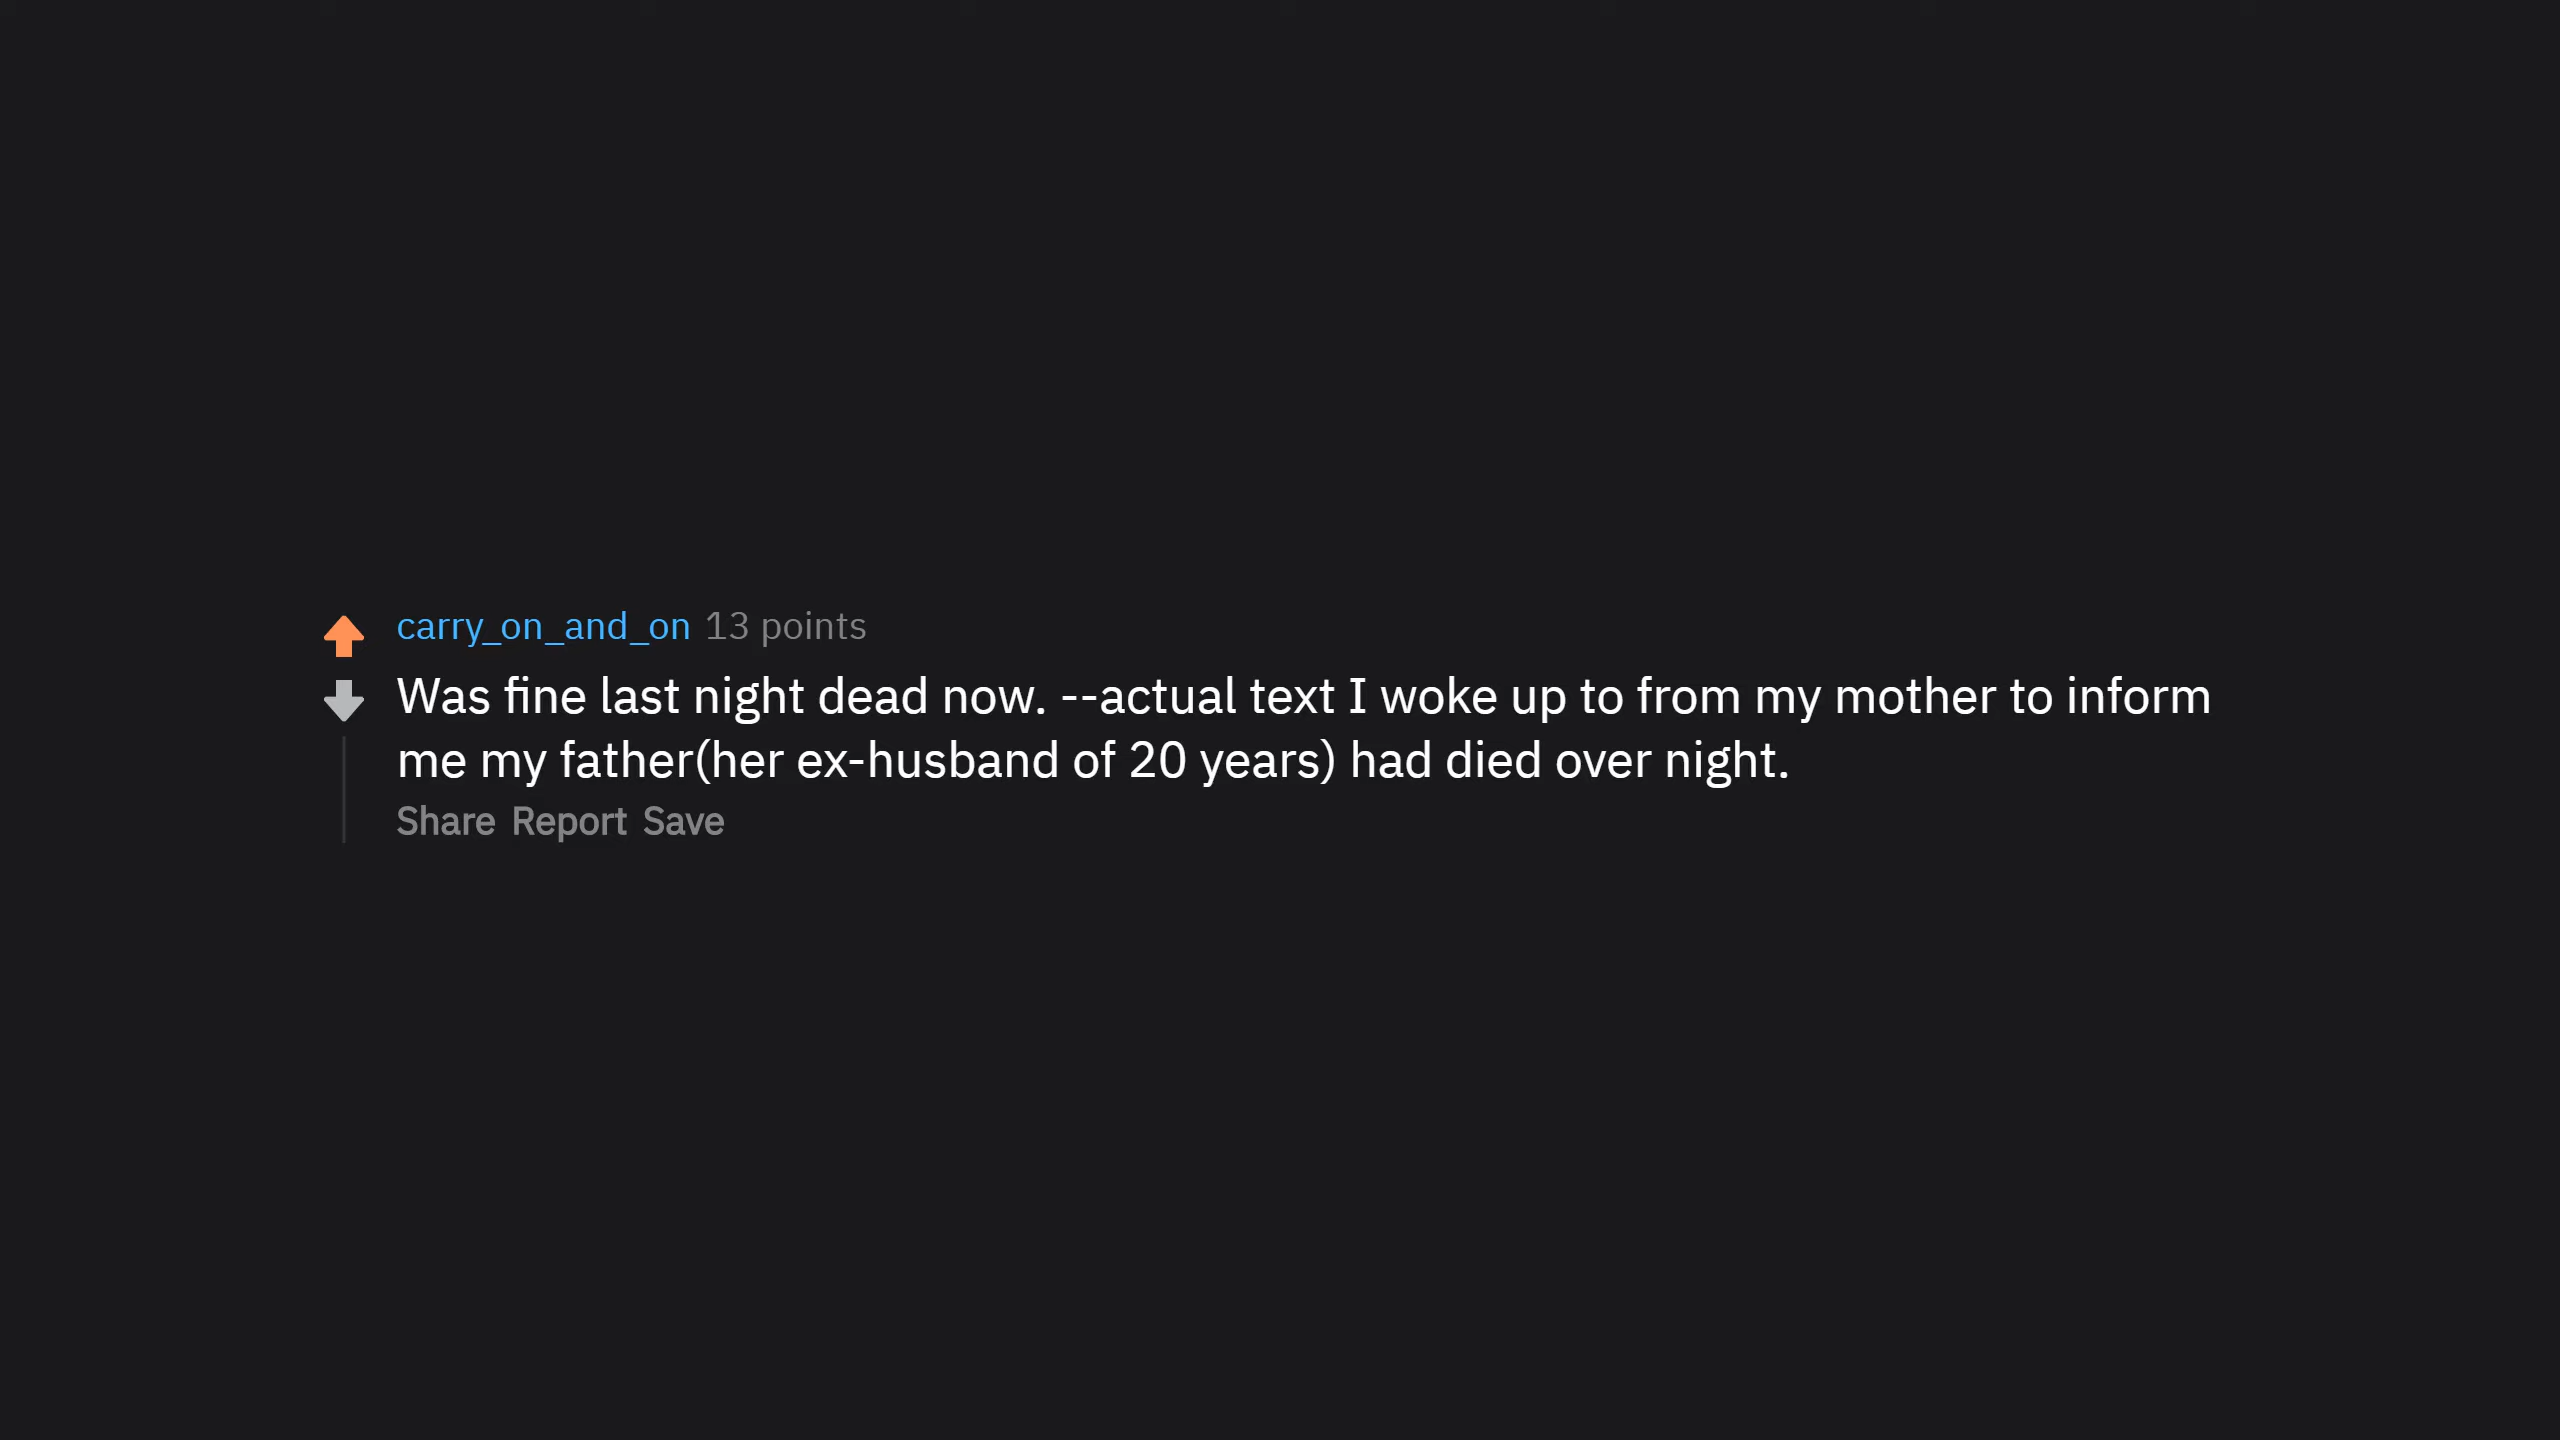 carry_on_and_on 13 points
Was fine last night dead now. --actual text I woke up to from my mother to inform
me my father(her ex-husband of 20 years) had died over night.
Share Report Save